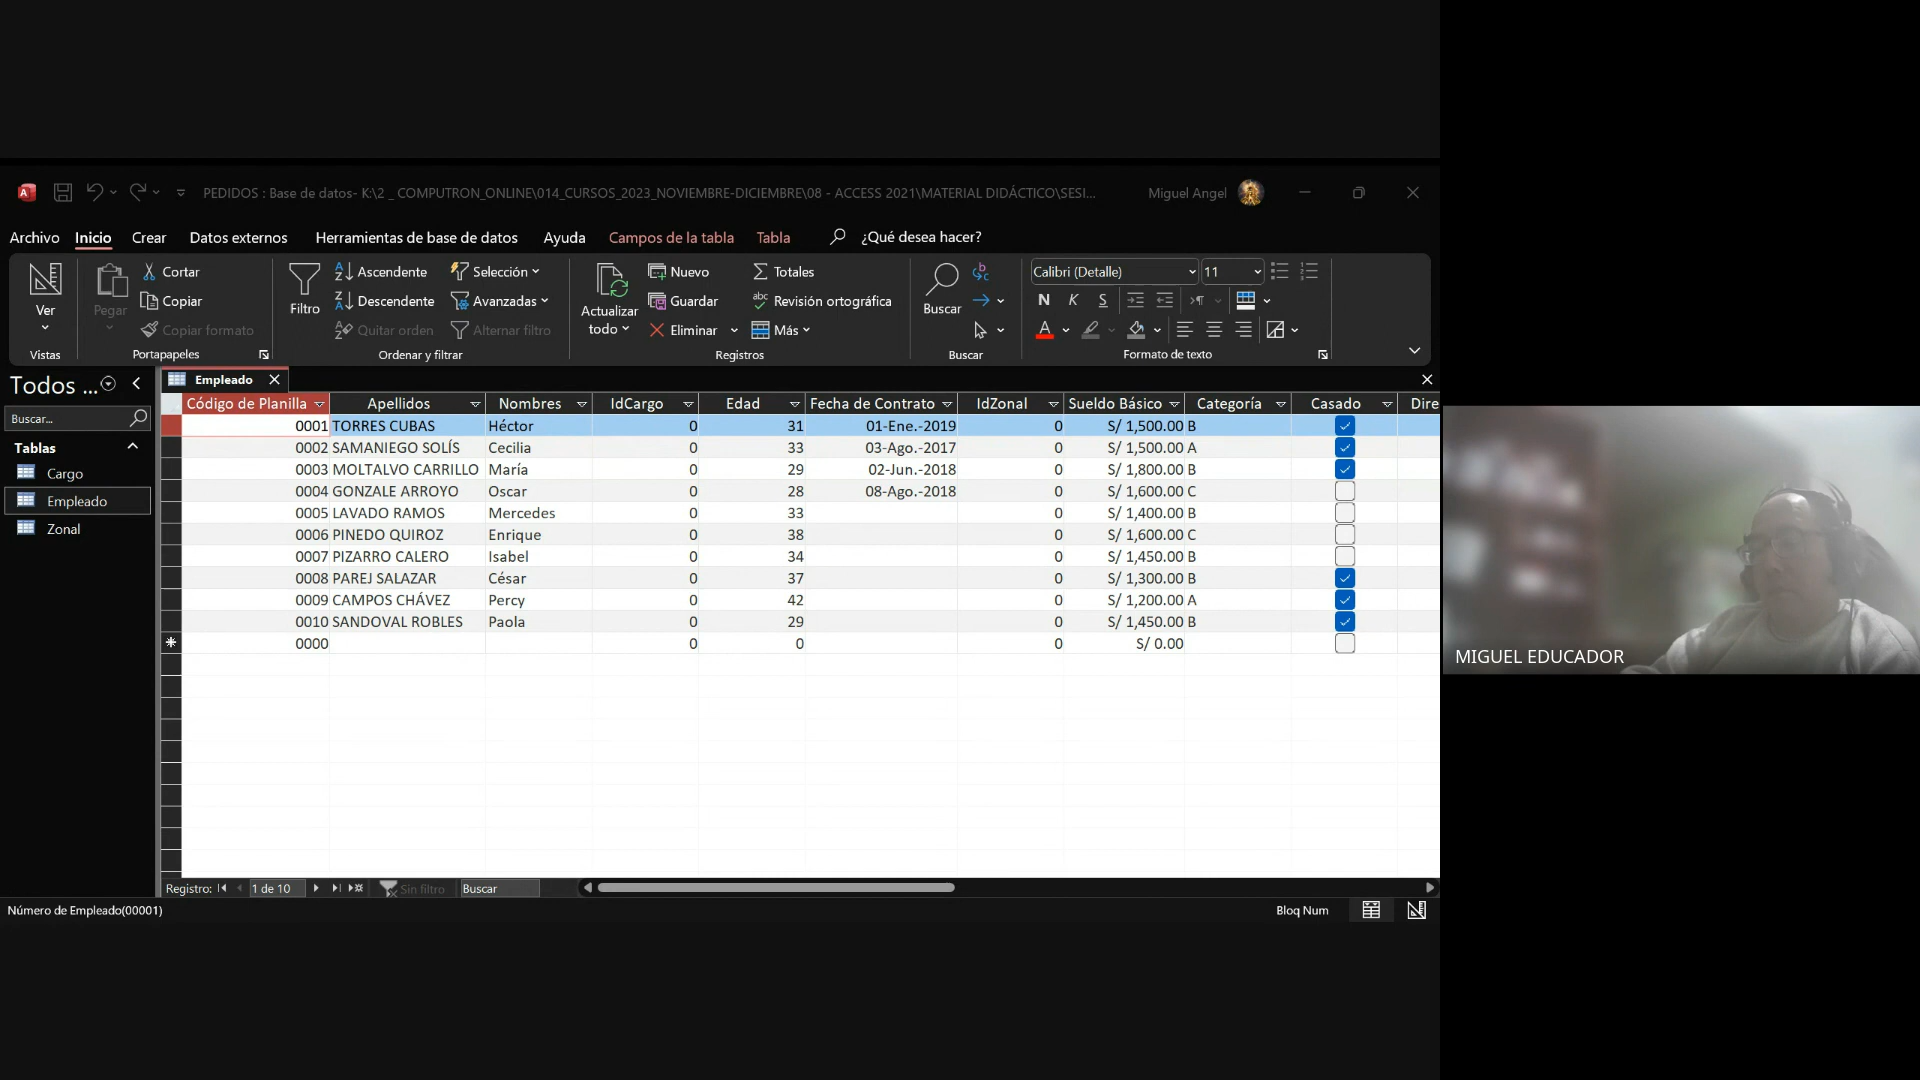 PEDIDOS : Base de datos- K:\2 _ COMPUTRON_ONLINE\014_CURSOS_2023_NOVIEMBRE-DICIEMBRE\08 - ACCESS 2021\MATERIAL DIDÁCTICO\SESI...
Miguel Angel
Archivo Inicio Crear Datos externos Herramientas de base de datos Ayuda Campos de la tabla Tabla ¿Qué desea hacer?
Cortar Ascendente Selección Nuevo Totales Calibri (Detalle) 11
Ver Pegar Copiar Filtro Descendente Avanzadas Actualizar todo Guardar Revisión ortográfica Buscar N K S
Copiar formato Quitar orden Alternar filtro Eliminar Más
Vistas Portapapeles Ordenar y filtrar Registros Buscar Formato de texto
Todos ...
Buscar...
Tablas
Cargo
Empleado
Zonal
Empleado
Código de Planilla Apellidos Nombres IdCargo Edad Fecha de Contrato IdZonal Sueldo Básico Categoría Casado Dire
0001 TORRES CUBAS Héctor 0 31 01-Ene.-2019 0 S/ 1,500.00 B
0002 SAMANIEGO SOLÍS Cecilia 0 33 03-Ago.-2017 0 S/ 1,500.00 A
0003 MOLTALVO CARRILLO María 0 29 02-Jun.-2018 0 S/ 1,800.00 B
0004 GONZALE ARROYO Oscar 0 28 08-Ago.-2018 0 S/ 1,600.00 C
0005 LAVADO RAMOS Mercedes 0 33 0 S/ 1,400.00 B
0006 PINEDO QUIROZ Enrique 0 38 0 S/ 1,600.00 C
0007 PIZARRO CALERO Isabel 0 34 0 S/ 1,450.00 B
0008 PAREJ SALAZAR César 0 37 0 S/ 1,300.00 B
0009 CAMPOS CHÁVEZ Percy 0 42 0 S/ 1,200.00 A
0010 SANDOVAL ROBLES Paola 0 29 0 S/ 1,450.00 B
0000 0 0 0 S/ 0.00
Registro: 1 de 10 Sin filtro Buscar
Número de Empleado(00001)
Bloq Num
MIGUEL EDUCADOR